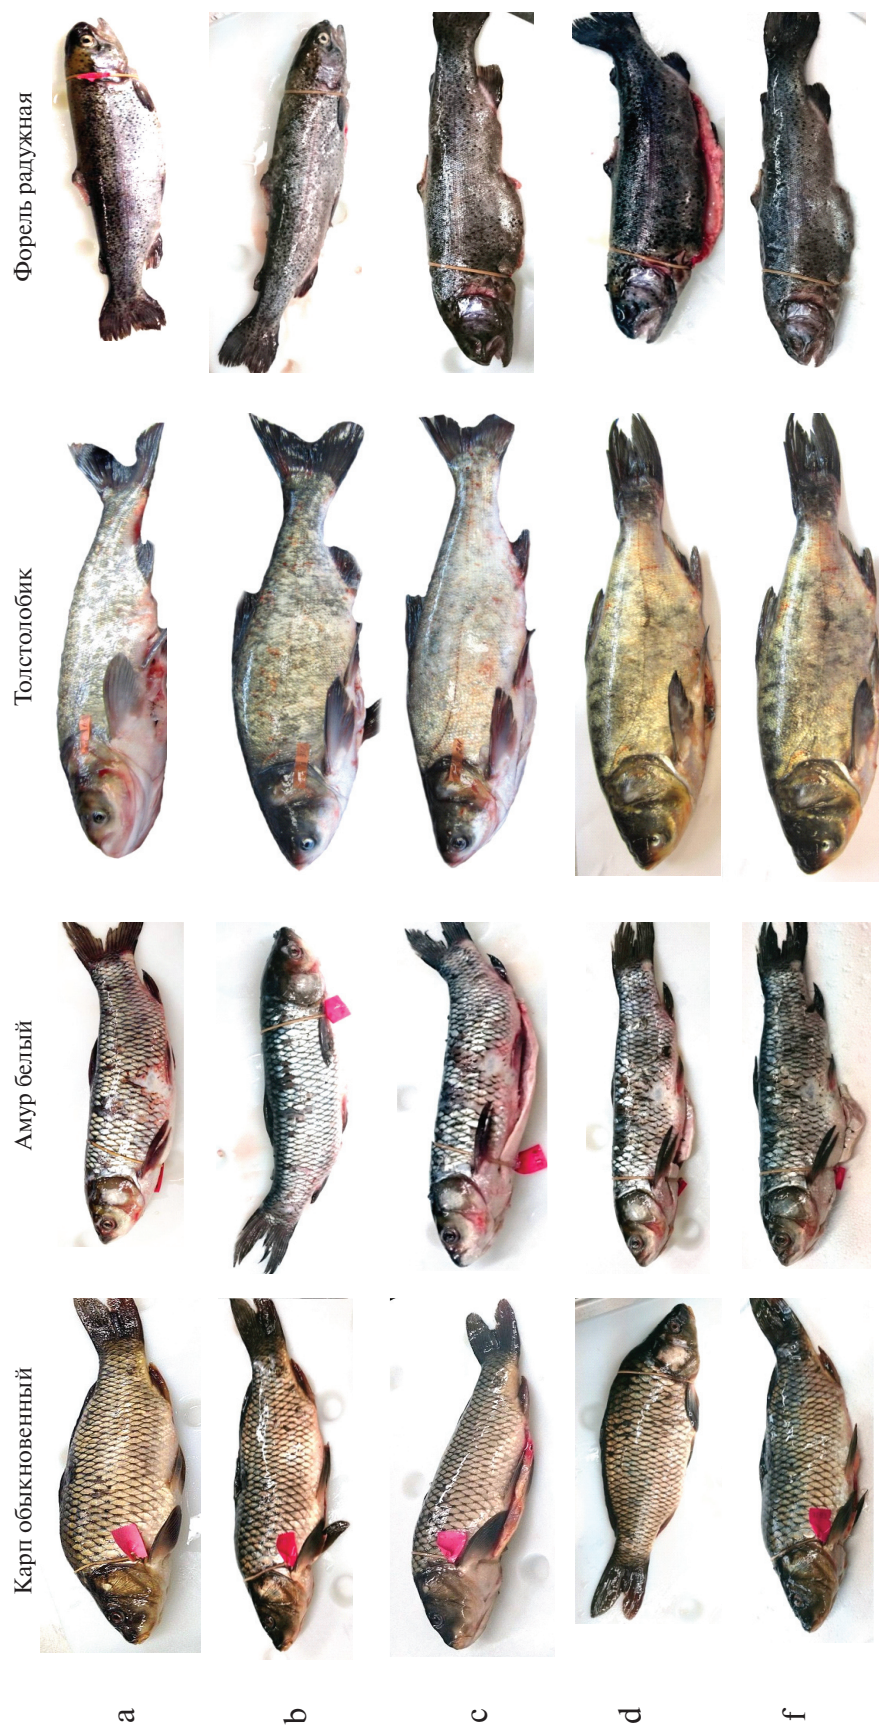 Карп обыкновенный
Амур белый
Толстолобик
Форель радужная
a
b
c
d
f